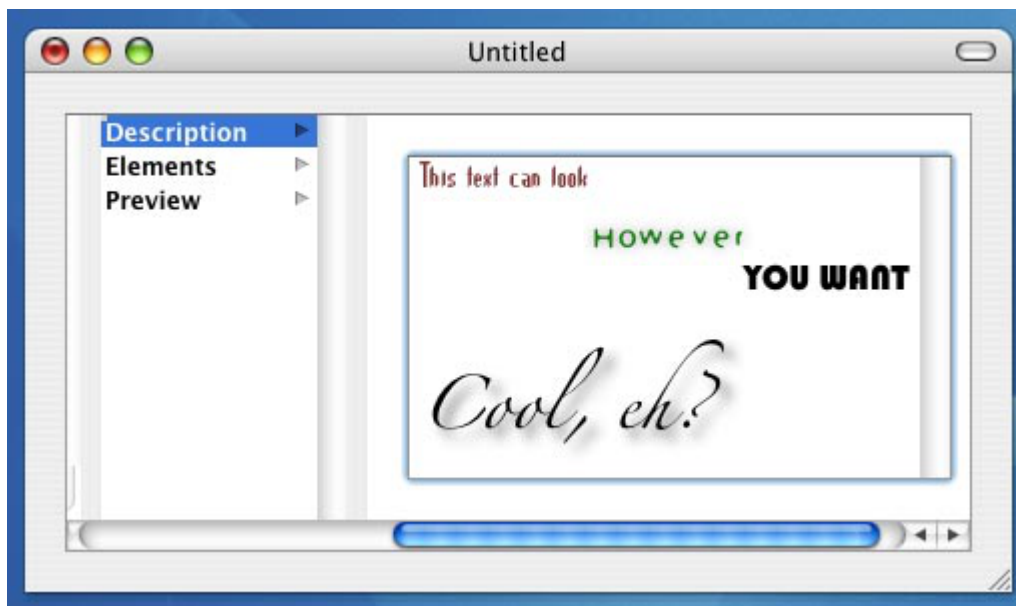 Untitled
Description
Elements
Preview
This text can look
However
YOU WANT
Cool, eh?